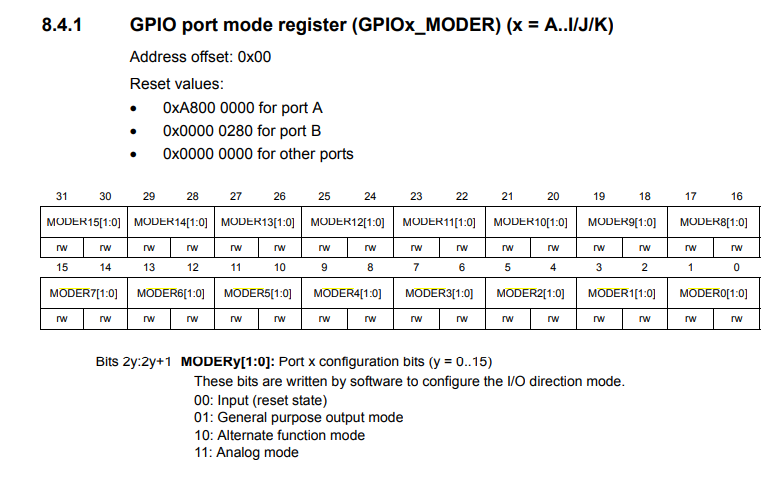 8.4.1 GPIO port mode register (GPIOx_MODER) (x = A..I/J/K)
Address offset: 0x00
Reset values:
• 0xA800 0000 for port A
• 0x0000 0280 for port B
• 0x0000 0000 for other ports
31 30 29 28 27 26 25 24 23 22 21 20 19 18 17 16
MODER15[1:0] MODER14[1:0] MODER13[1:0] MODER12[1:0] MODER11[1:0] MODER10[1:0] MODER9[1:0] MODER8[1:0]
rw rw rw rw rw rw rw rw rw rw rw rw rw rw rw rw
15 14 13 12 11 10 9 8 7 6 5 4 3 2 1 0
MODER7[1:0] MODER6[1:0] MODER5[1:0] MODER4[1:0] MODER3[1:0] MODER2[1:0] MODER1[1:0] MODER0[1:0]
rw rw rw rw rw rw rw rw rw rw rw rw rw rw rw rw
Bits 2y:2y+1 MODERy[1:0]: Port x configuration bits (y = 0..15)
These bits are written by software to configure the I/O direction mode.
00: Input (reset state)
01: General purpose output mode
10: Alternate function mode
11: Analog mode